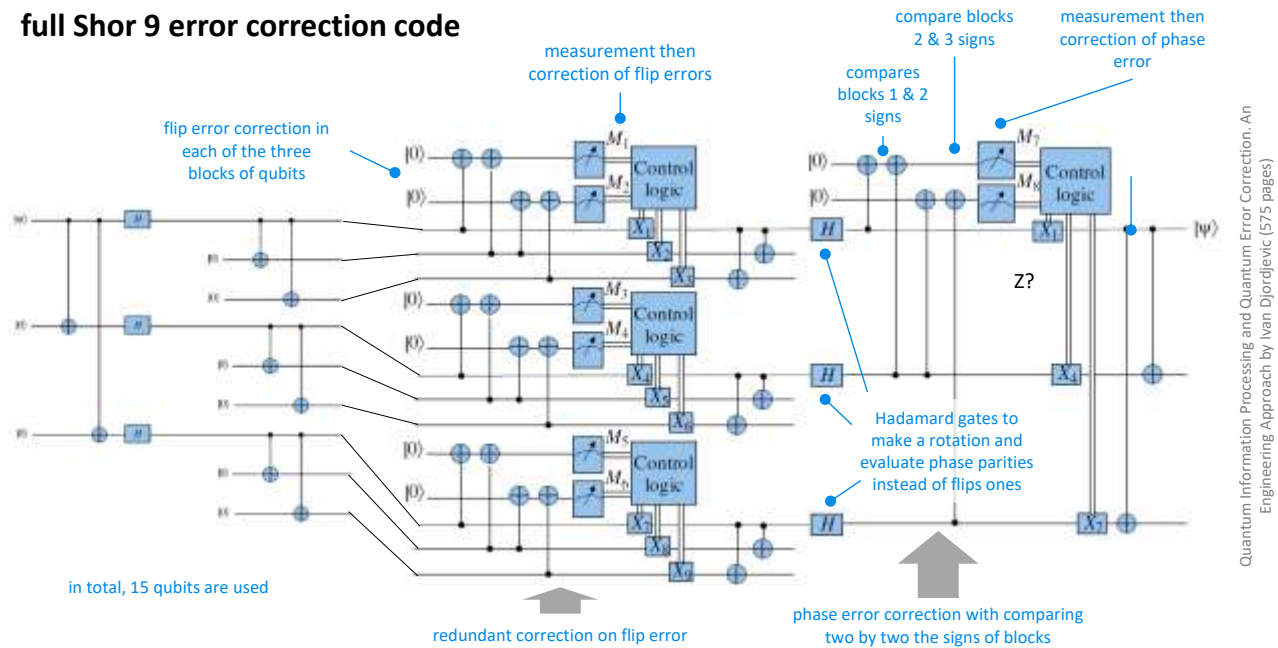 full Shor 9 error correction code
measurement then
correction of flip errors
compare blocks
2 & 3 signs
measurement then
correction of phase
error
compares
blocks 1 & 2
signs
flip error correction in
each of the three
blocks of qubits
|0⟩
M₁
Control
logic
|0⟩
M₂
X₁
X₂
X₃
|0⟩
M₃
Control
logic
|0⟩
M₄
X₄
X₅
X₆
|0⟩
M₅
Control
logic
|0⟩
M₆
X₇
X₈
X₉
H
H
H
|0⟩
M₇
Control
logic
|0⟩
M₈
H
X₁
|ψ⟩
Z?
H
X₄
Hadamard gates to
make a rotation and
evaluate phase parities
instead of flips ones
H
X₇
in total, 15 qubits are used
redundant correction on flip error
phase error correction with comparing
two by two the signs of blocks
Quantum Information Processing and Quantum Error Correction. An
Engineering Approach by Ivan Djordjevic (575 pages)